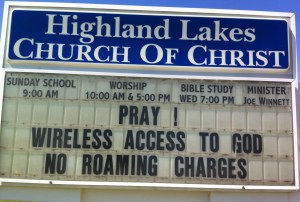 Highland Lakes
CHURCH OF CHRIST
SUNDAY SCHOOL WORSHIP BIBLE STUDY MINISTER
9:00 AM 10:00 AM & 5:00 PM WED 7:00 PM JOE WINNETT
PRAY !
WIRELESS ACCESS TO GOD
NO ROAMING CHARGES